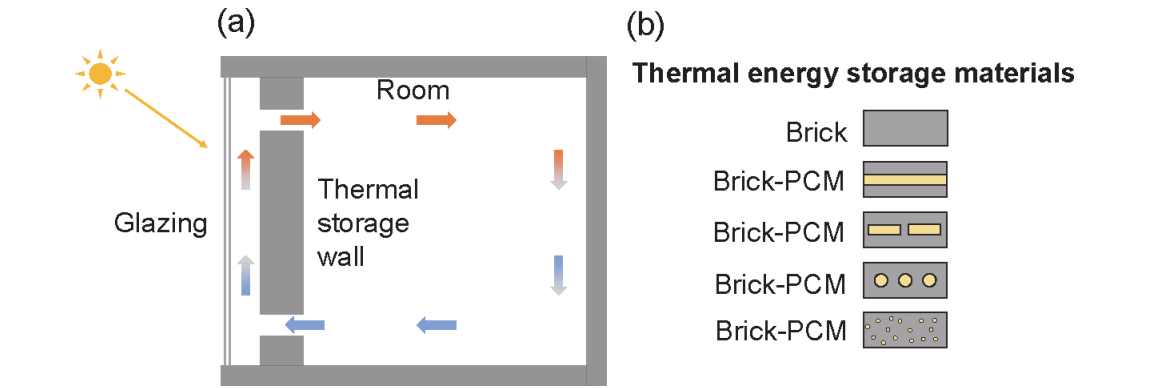 (a)
Room
Thermal
storage
wall
Glazing
(b)
Thermal energy storage materials
Brick
Brick-PCM
Brick-PCM
Brick-PCM
Brick-PCM